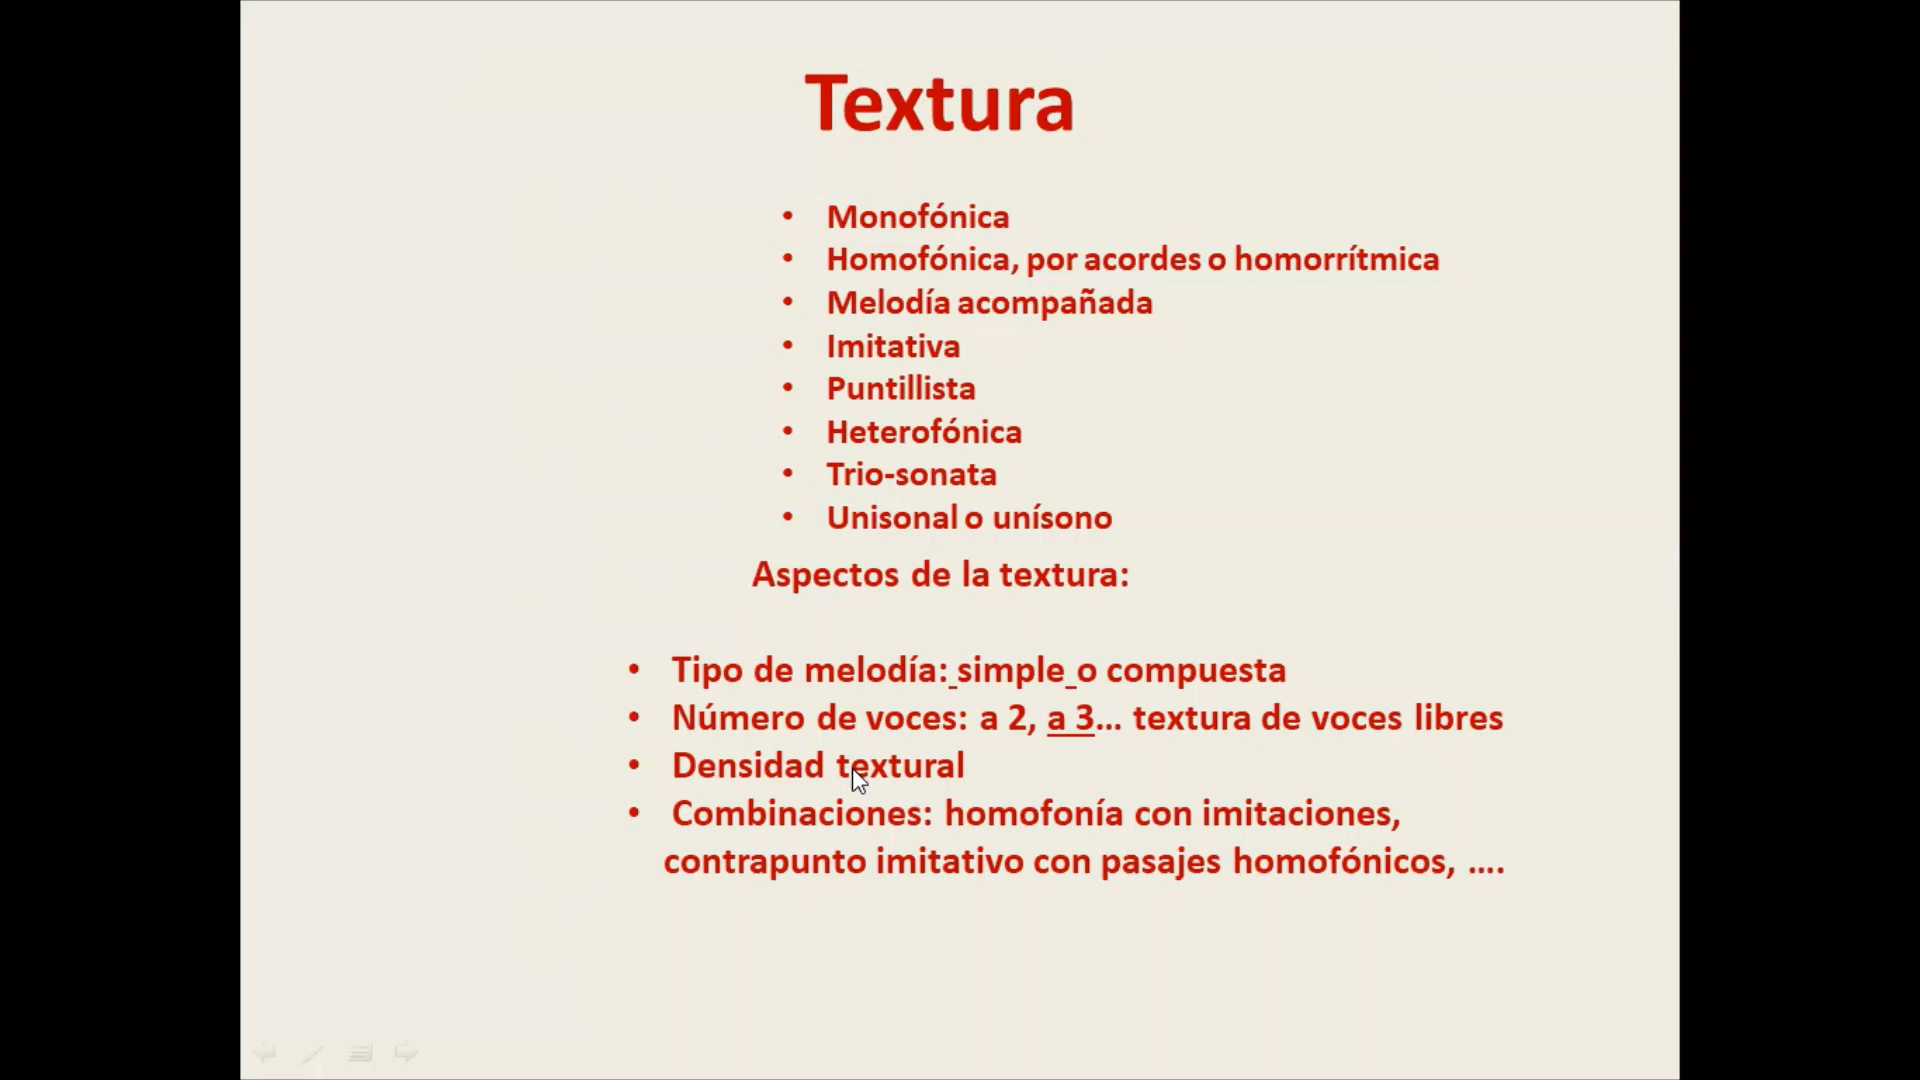 Textura
• Monofónica
• Homofónica, por acordes o homorrítmica
• Melodía acompañada
• Imitativa
• Puntillista
• Heterofónica
• Trio-sonata
• Unisonal o unísono
Aspectos de la textura:
• Tipo de melodía: simple o compuesta
• Número de voces: a 2, a 3... textura de voces libres
• Densidad textural
• Combinaciones: homofonía con imitaciones,
contrapunto imitativo con pasajes homofónicos, ....